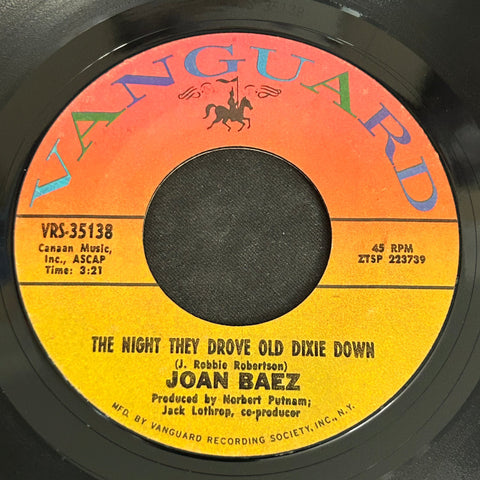 VANGUARD
VRS-35138
Canaan Music,
Inc., ASCAP
Time: 3:21
45 RPM
ZTSP 223739
THE NIGHT THEY DROVE OLD DIXIE DOWN
(J. Robbie Robertson)
JOAN BAEZ
Produced by Norbert Putnam;
Jack Lothrop, co-producer
MFD. BY VANGUARD RECORDING SOCIETY, INC., N.Y.